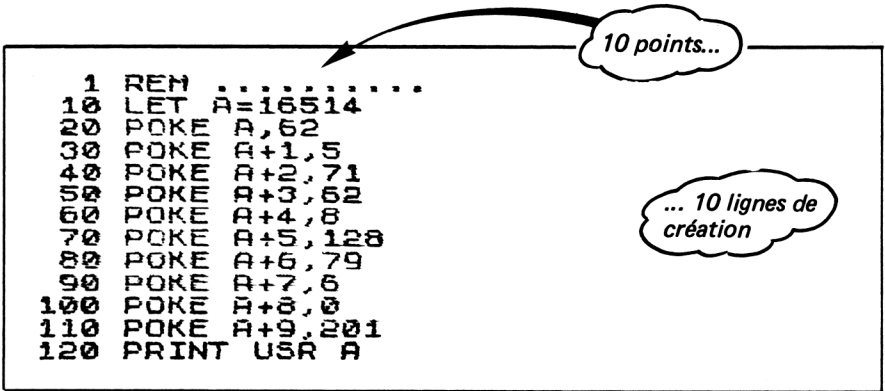 10 points...
1 REM ..........
10 LET A=16514
20 POKE A,62
30 POKE A+1,5
40 POKE A+2,71
50 POKE A+3,62
60 POKE A+4,8
70 POKE A+5,128
80 POKE A+6,79
90 POKE A+7,6
100 POKE A+8,0
110 POKE A+9,201
120 PRINT USR A
... 10 lignes de
création